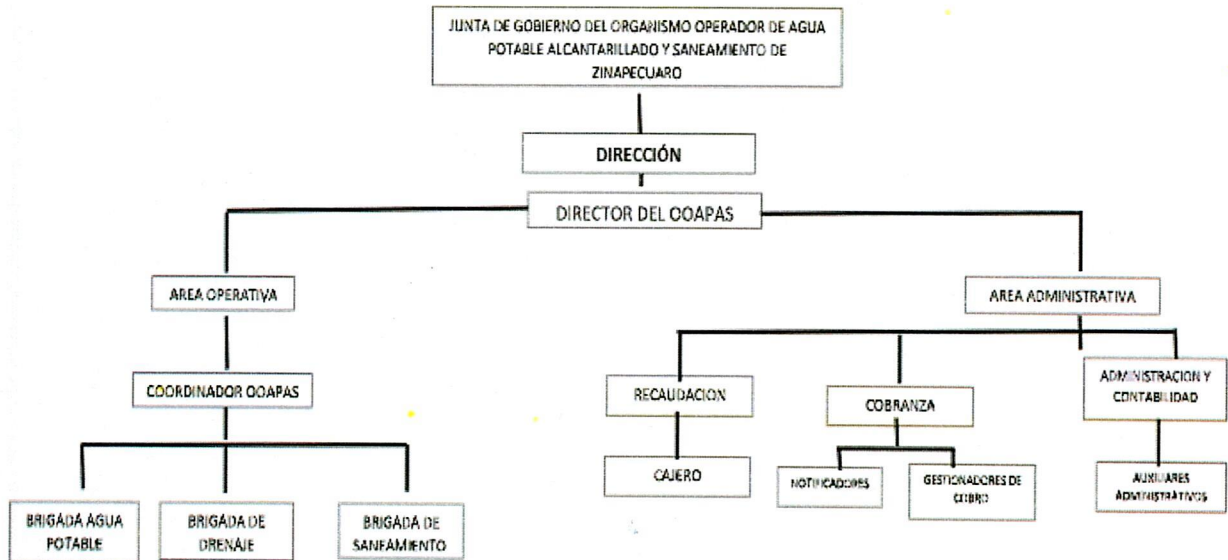 JUNTA DE GOBIERNO DEL ORGANISMO OPERADOR DE AGUA
POTABLE ALCANTARILLADO Y SANEAMIENTO DE
ZINAPECUARO
DIRECCIÓN
DIRECTOR DEL OOAPAS
AREA OPERATIVA
AREA ADMINISTRATIVA
COORDINADOR OOAPAS
RECAUDACION
COBRANZA
ADMINISTRACION Y
CONTABILIDAD
CAJERO
NOTIFICADORES
GESTIONADORES DE
COBRO
AUXILIARES
ADMINISTRATIVOS
BRIGADA AGUA
POTABLE
BRIGADA DE
DRENAJE
BRIGADA DE
SANEAMIENTO